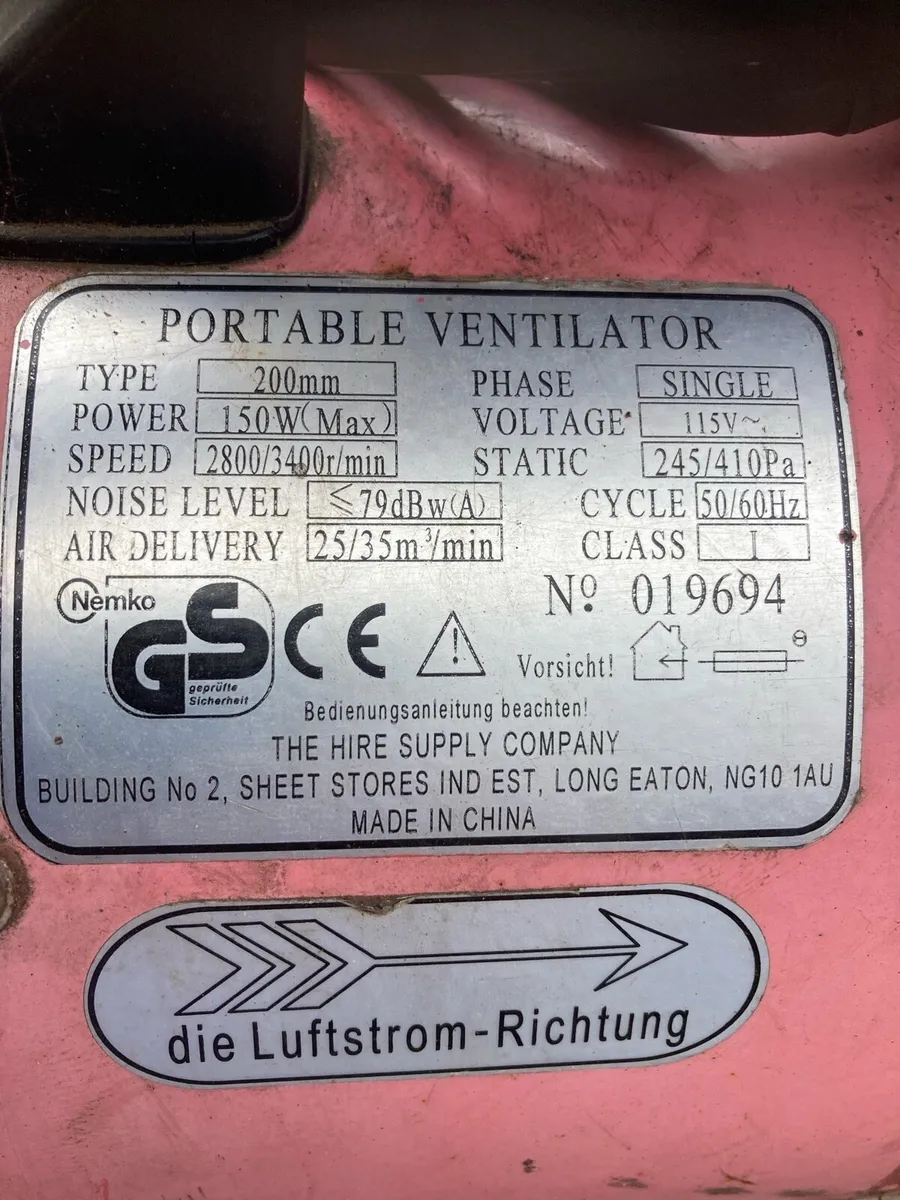 PORTABLE VENTILATOR
TYPE 200mm PHASE SINGLE
POWER 150W(Max) VOLTAGE 115V~
SPEED 2800/3400r/min STATIC 245/410Pa
NOISE LEVEL ≤79dBw(A) CYCLE 50/60Hz
AIR DELIVERY 25/35m³/min CLASS I
Nemko Nº 019694
GS CE Vorsicht!
geprüfte
Sicherheit
Bedienungsanleitung beachten!
THE HIRE SUPPLY COMPANY
BUILDING No 2, SHEET STORES IND EST, LONG EATON, NG10 1AU
MADE IN CHINA
die Luftstrom-Richtung